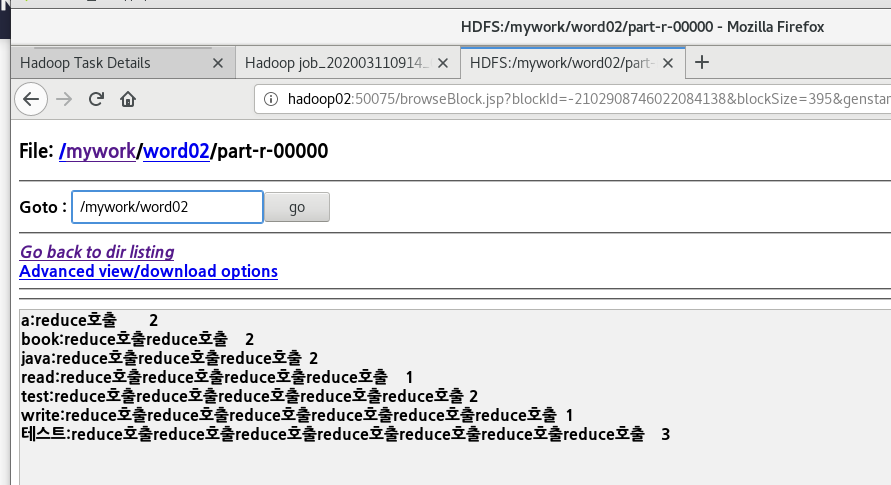 HDFS:/mywork/word02/part-r-00000 - Mozilla Firefox
Hadoop Task Details
Hadoop job_202003110914_
HDFS:/mywork/word02/part-
hadoop02:50075/browseBlock.jsp?blockId=-2102908746022084138&blockSize=395&genstar
File: /mywork/word02/part-r-00000
Goto : /mywork/word02 go
Go back to dir listing
Advanced view/download options
a:reduce호출 2
book:reduce호출reduce호출 2
java:reduce호출reduce호출reduce호출 2
read:reduce호출reduce호출reduce호출reduce호출 1
test:reduce호출reduce호출reduce호출reduce호출reduce호출 2
write:reduce호출reduce호출reduce호출reduce호출reduce호출reduce호출 1
테스트:reduce호출reduce호출reduce호출reduce호출reduce호출reduce호출reduce호출 3